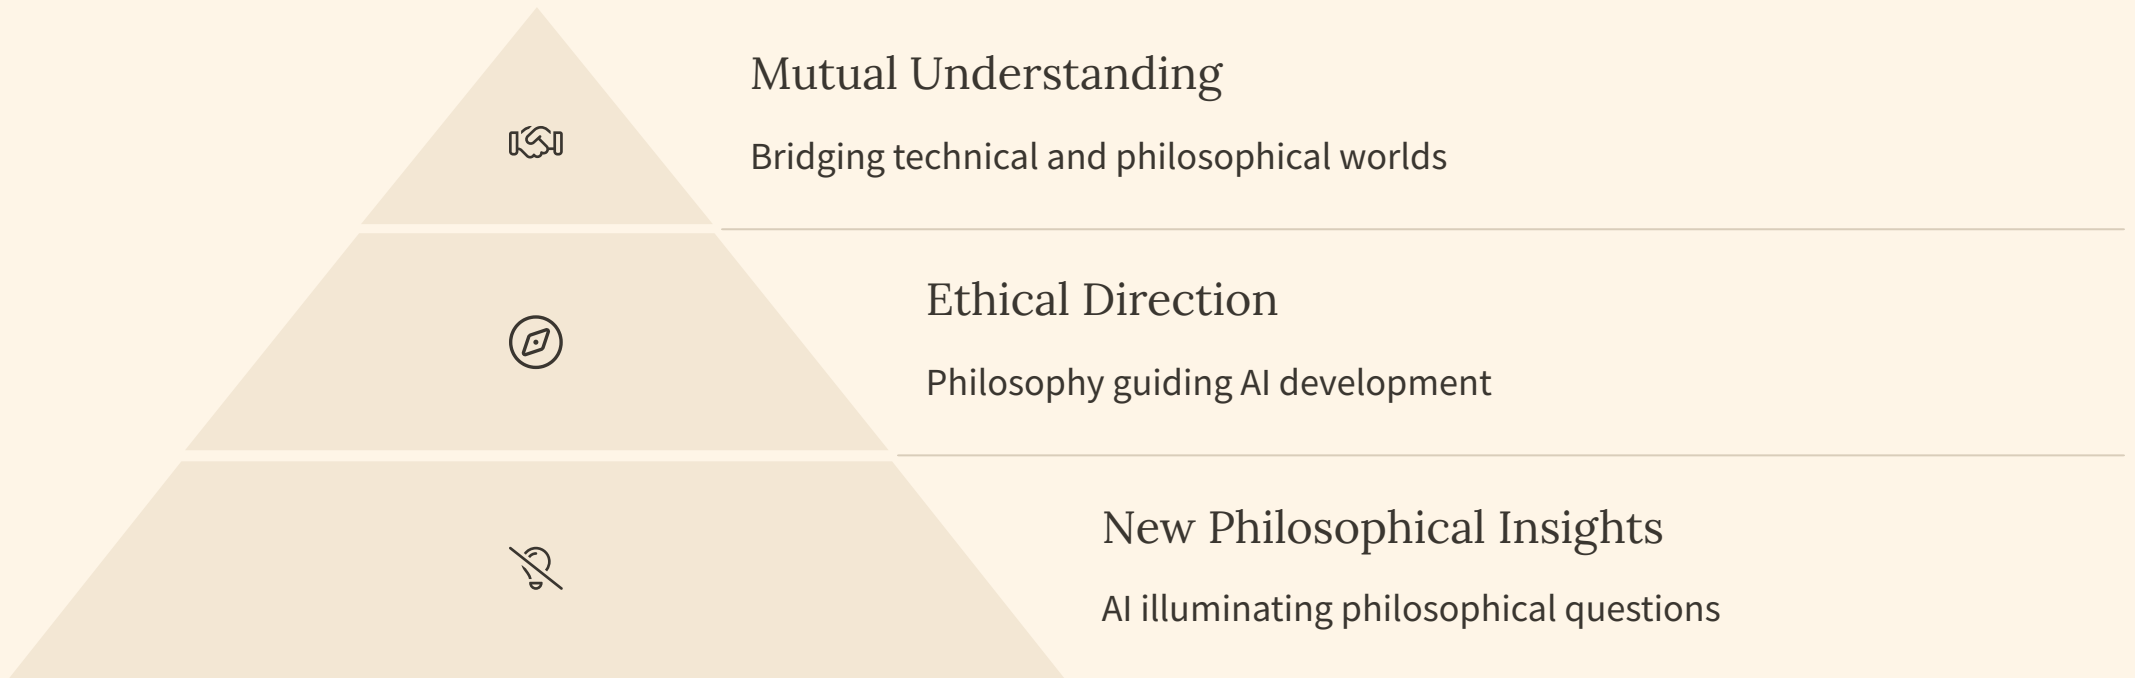 Mutual Understanding
Bridging technical and philosophical worlds
Ethical Direction
Philosophy guiding AI development
New Philosophical Insights
AI illuminating philosophical questions